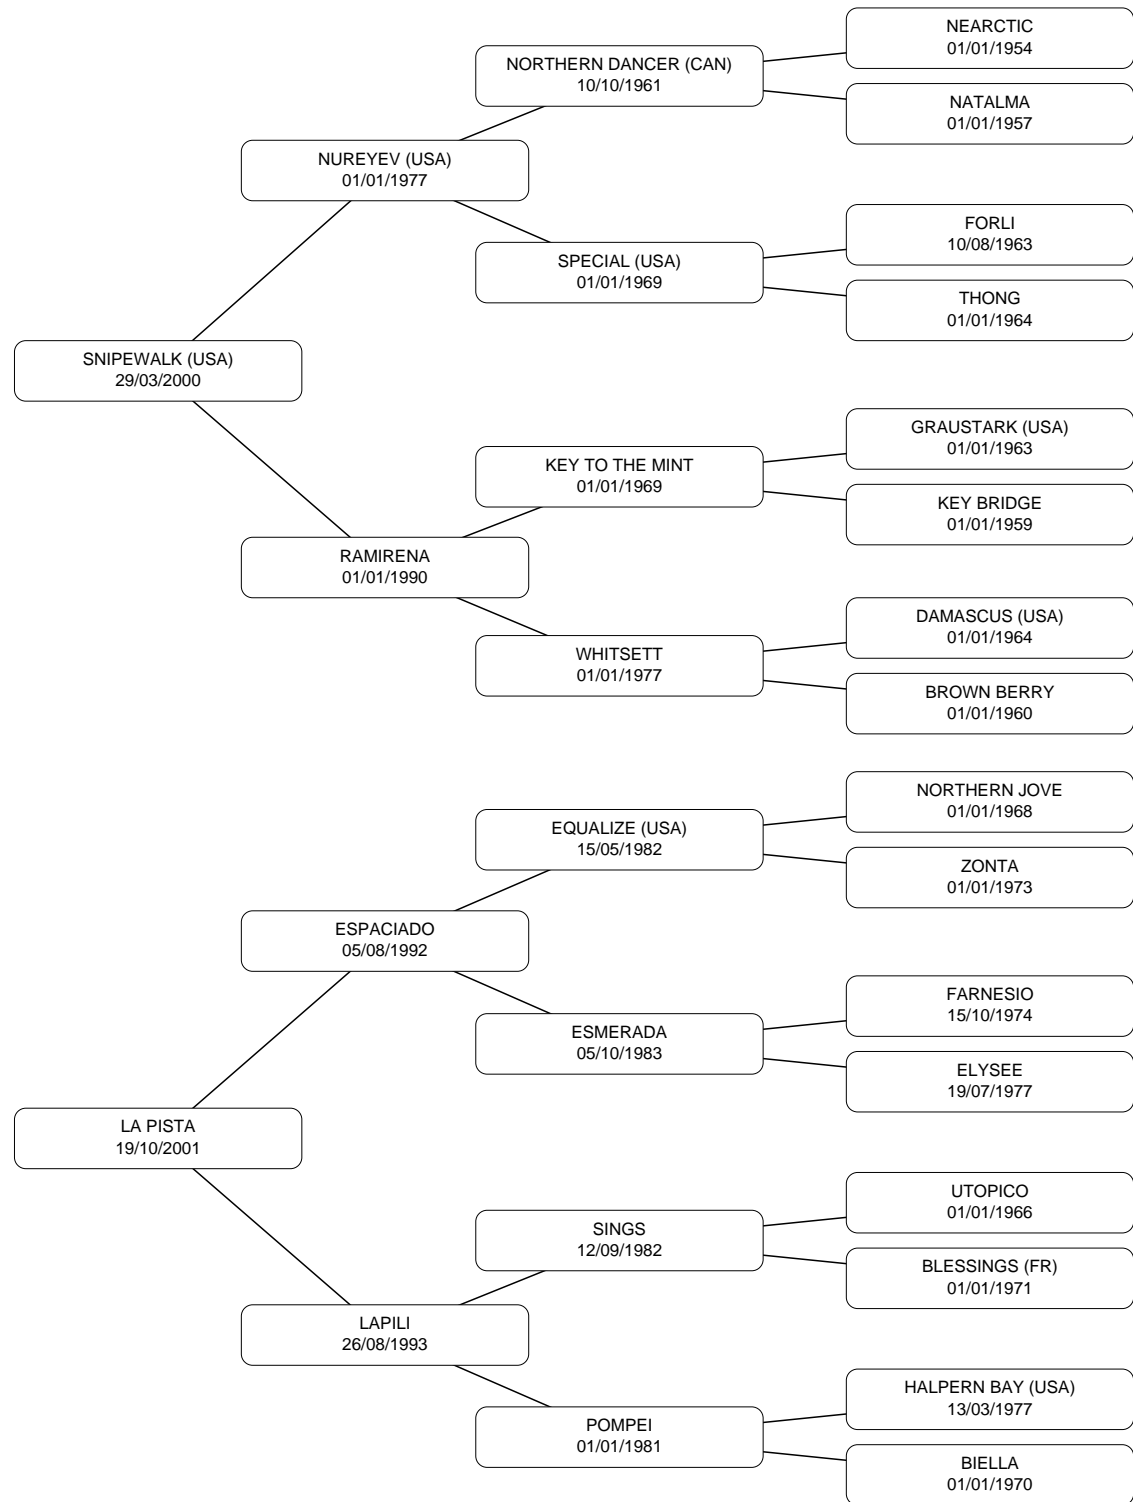 NEARCTIC
01/01/1954
NORTHERN DANCER (CAN)
10/10/1961
NATALMA
01/01/1957
NUREYEV (USA)
01/01/1977
FORLI
10/08/1963
SPECIAL (USA)
01/01/1969
THONG
01/01/1964
SNIPEWALK (USA)
29/03/2000
GRAUSTARK (USA)
01/01/1963
KEY TO THE MINT
01/01/1969
KEY BRIDGE
01/01/1959
RAMIRENA
01/01/1990
DAMASCUS (USA)
01/01/1964
WHITSETT
01/01/1977
BROWN BERRY
01/01/1960
NORTHERN JOVE
01/01/1968
EQUALIZE (USA)
15/05/1982
ZONTA
01/01/1973
ESPACIADO
05/08/1992
FARNESIO
15/10/1974
ESMERADA
05/10/1983
ELYSEE
19/07/1977
LA PISTA
19/10/2001
UTOPICO
01/01/1966
SINGS
12/09/1982
BLESSINGS (FR)
01/01/1971
LAPILI
26/08/1993
HALPERN BAY (USA)
13/03/1977
POMPEI
01/01/1981
BIELLA
01/01/1970